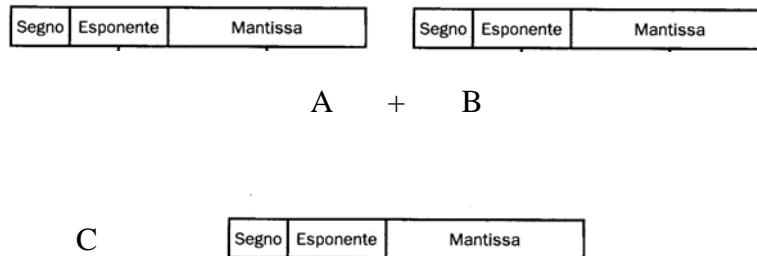 Segno Esponente Mantissa Segno Esponente Mantissa
A + B
C Segno Esponente Mantissa